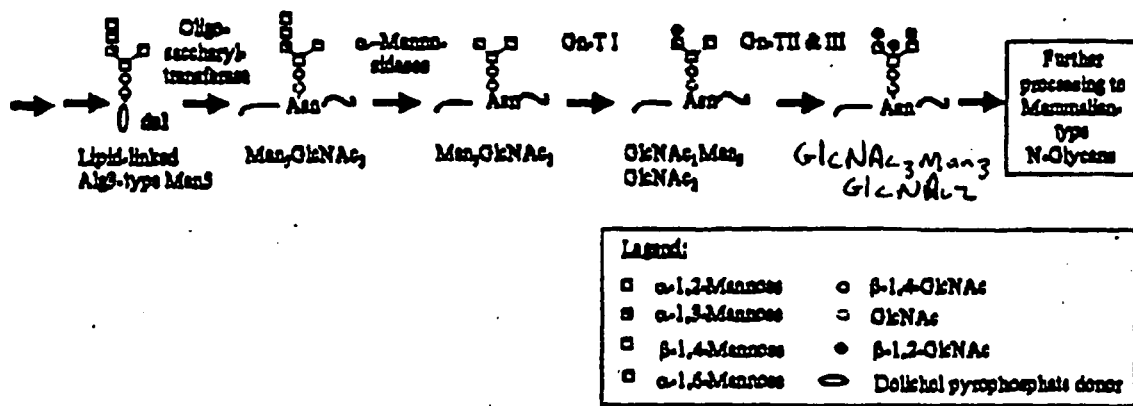 Oligo-
saccharyl-
transferase
α-Manno-
sidases
Gn-T I
Gn-TII & III
dol
Asn
Asn
Asn
Asn
Lipid-linked
Alg3-type Man5
Man₅GlcNAc₂
Man₃GlcNAc₂
GlcNAc₁Man₃
GlcNAc₂
GlcNAc₃Man₃
GlcNAc₂
Further
processing to
Mammalian-
type
N-Glycans
Legend:
α-1,2-Mannose
α-1,3-Mannose
β-1,4-Mannose
α-1,6-Mannose
β-1,4-GlcNAc
GlcNAc
β-1,2-GlcNAc
Dolichol pyrophosphate donor